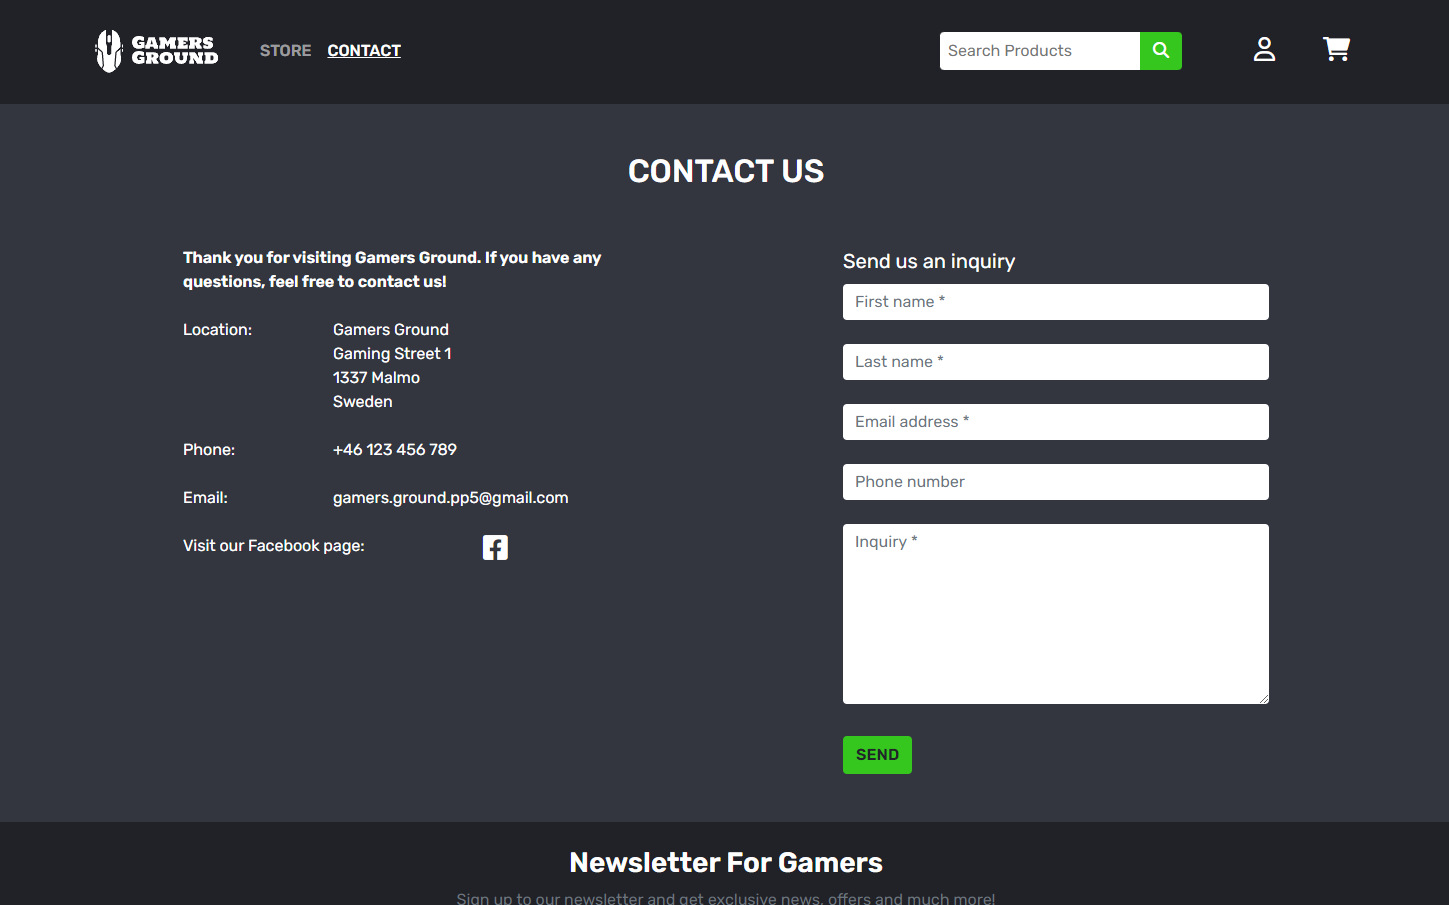 GAMERS
GROUND
STORE
CONTACT
Search Products
CONTACT US
Thank you for visiting Gamers Ground. If you have any
questions, feel free to contact us!
Location:
Gamers Ground
Gaming Street 1
1337 Malmo
Sweden
Phone:
+46 123 456 789
Email:
gamers.ground.pp5@gmail.com
Visit our Facebook page:
Send us an inquiry
First name *
Last name *
Email address *
Phone number
Inquiry *
SEND
Newsletter For Gamers
Sign up to our newsletter and get exclusive news, offers and much more!